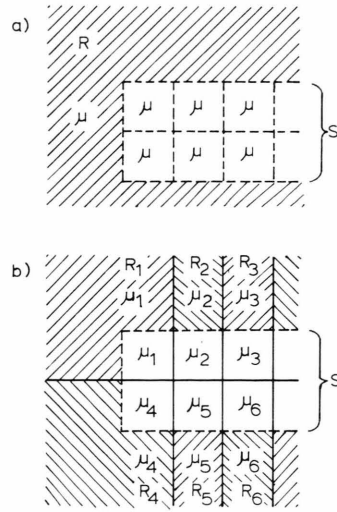 a)
R
μ
μ μ μ
μ μ μ
S
b)
R₁ R₂ R₃
μ₁ μ₂ μ₃
μ₁ μ₂ μ₃
μ₄ μ₅ μ₆
S
μ₄ μ₅ μ₆
R₄ R₅ R₆